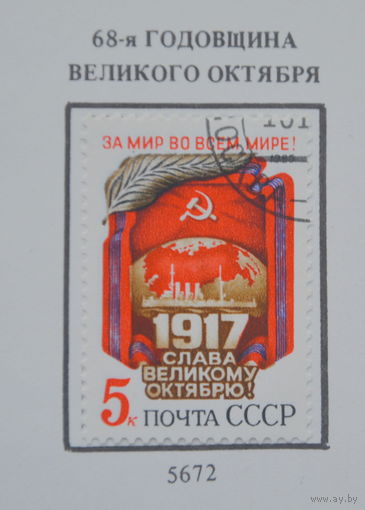 68-я ГОДОВЩИНА
ВЕЛИКОГО ОКТЯБРЯ
ЗА МИР ВО ВСЕМ МИРЕ!
1985
1917
СЛАВА
ВЕЛИКОМУ
ОКТЯБРЮ!
5к ПОЧТА СССР
5672
www.ay.by